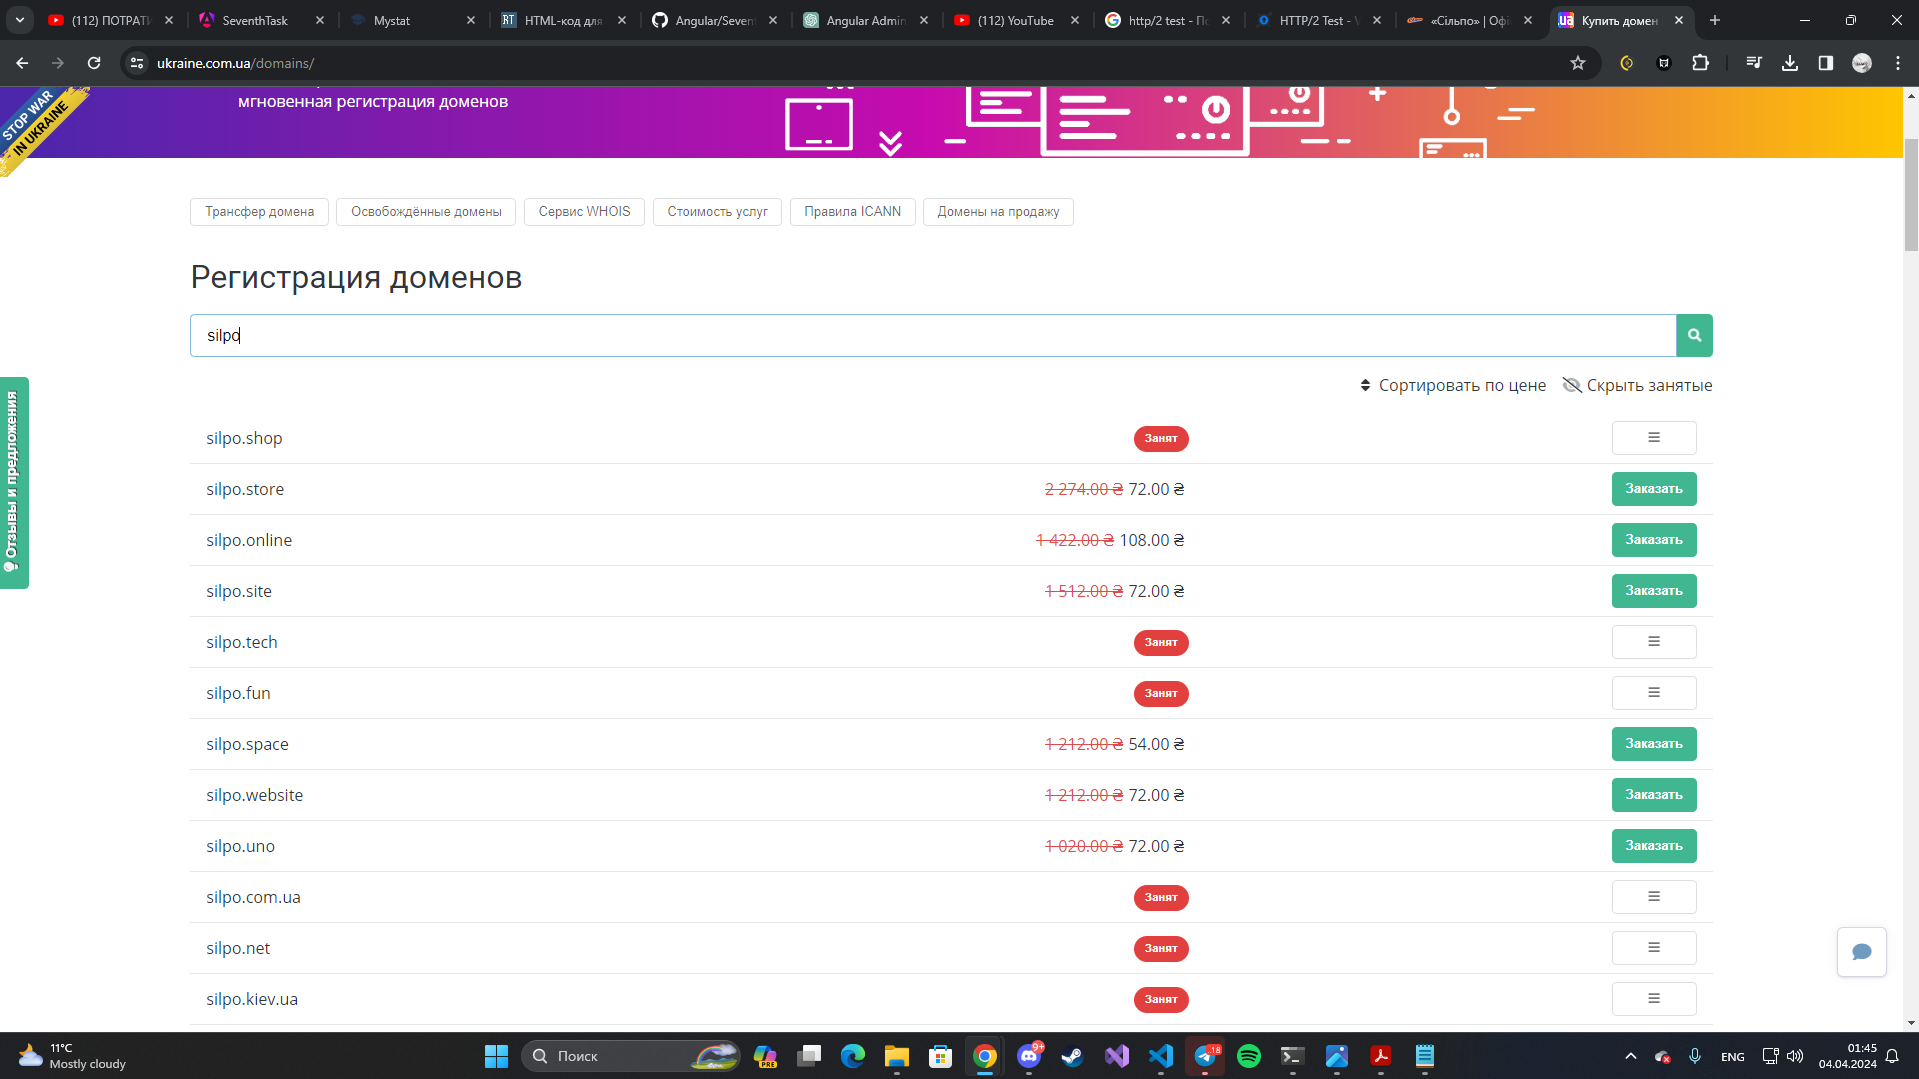 (112) ПОТРАТИ
SeventhTask
Mystat
HTML-код для
Angular/Seven
Angular Admin
(112) YouTube
http/2 test - По
HTTP/2 Test - V
«Сільпо» | Офі
Купить домен
ukraine.com.ua/domains/
STOP WAR
IN UKRAINE
мгновенная регистрация доменов
Трансфер домена
Освобождённые домены
Сервис WHOIS
Стоимость услуг
Правила ICANN
Домены на продажу
Регистрация доменов
silpo
Сортировать по цене
Скрыть занятые
Отзывы и предложения
silpo.shop Занят
silpo.store 2 274.00 ₴ 72.00 ₴ Заказать
silpo.online 1 422.00 ₴ 108.00 ₴ Заказать
silpo.site 1 512.00 ₴ 72.00 ₴ Заказать
silpo.tech Занят
silpo.fun Занят
silpo.space 1 212.00 ₴ 54.00 ₴ Заказать
silpo.website 1 212.00 ₴ 72.00 ₴ Заказать
silpo.uno 1 020.00 ₴ 72.00 ₴ Заказать
silpo.com.ua Занят
silpo.net Занят
silpo.kiev.ua Занят
11°C
Mostly cloudy
Поиск
PRE
9+
18
ENG
01:45
04.04.2024